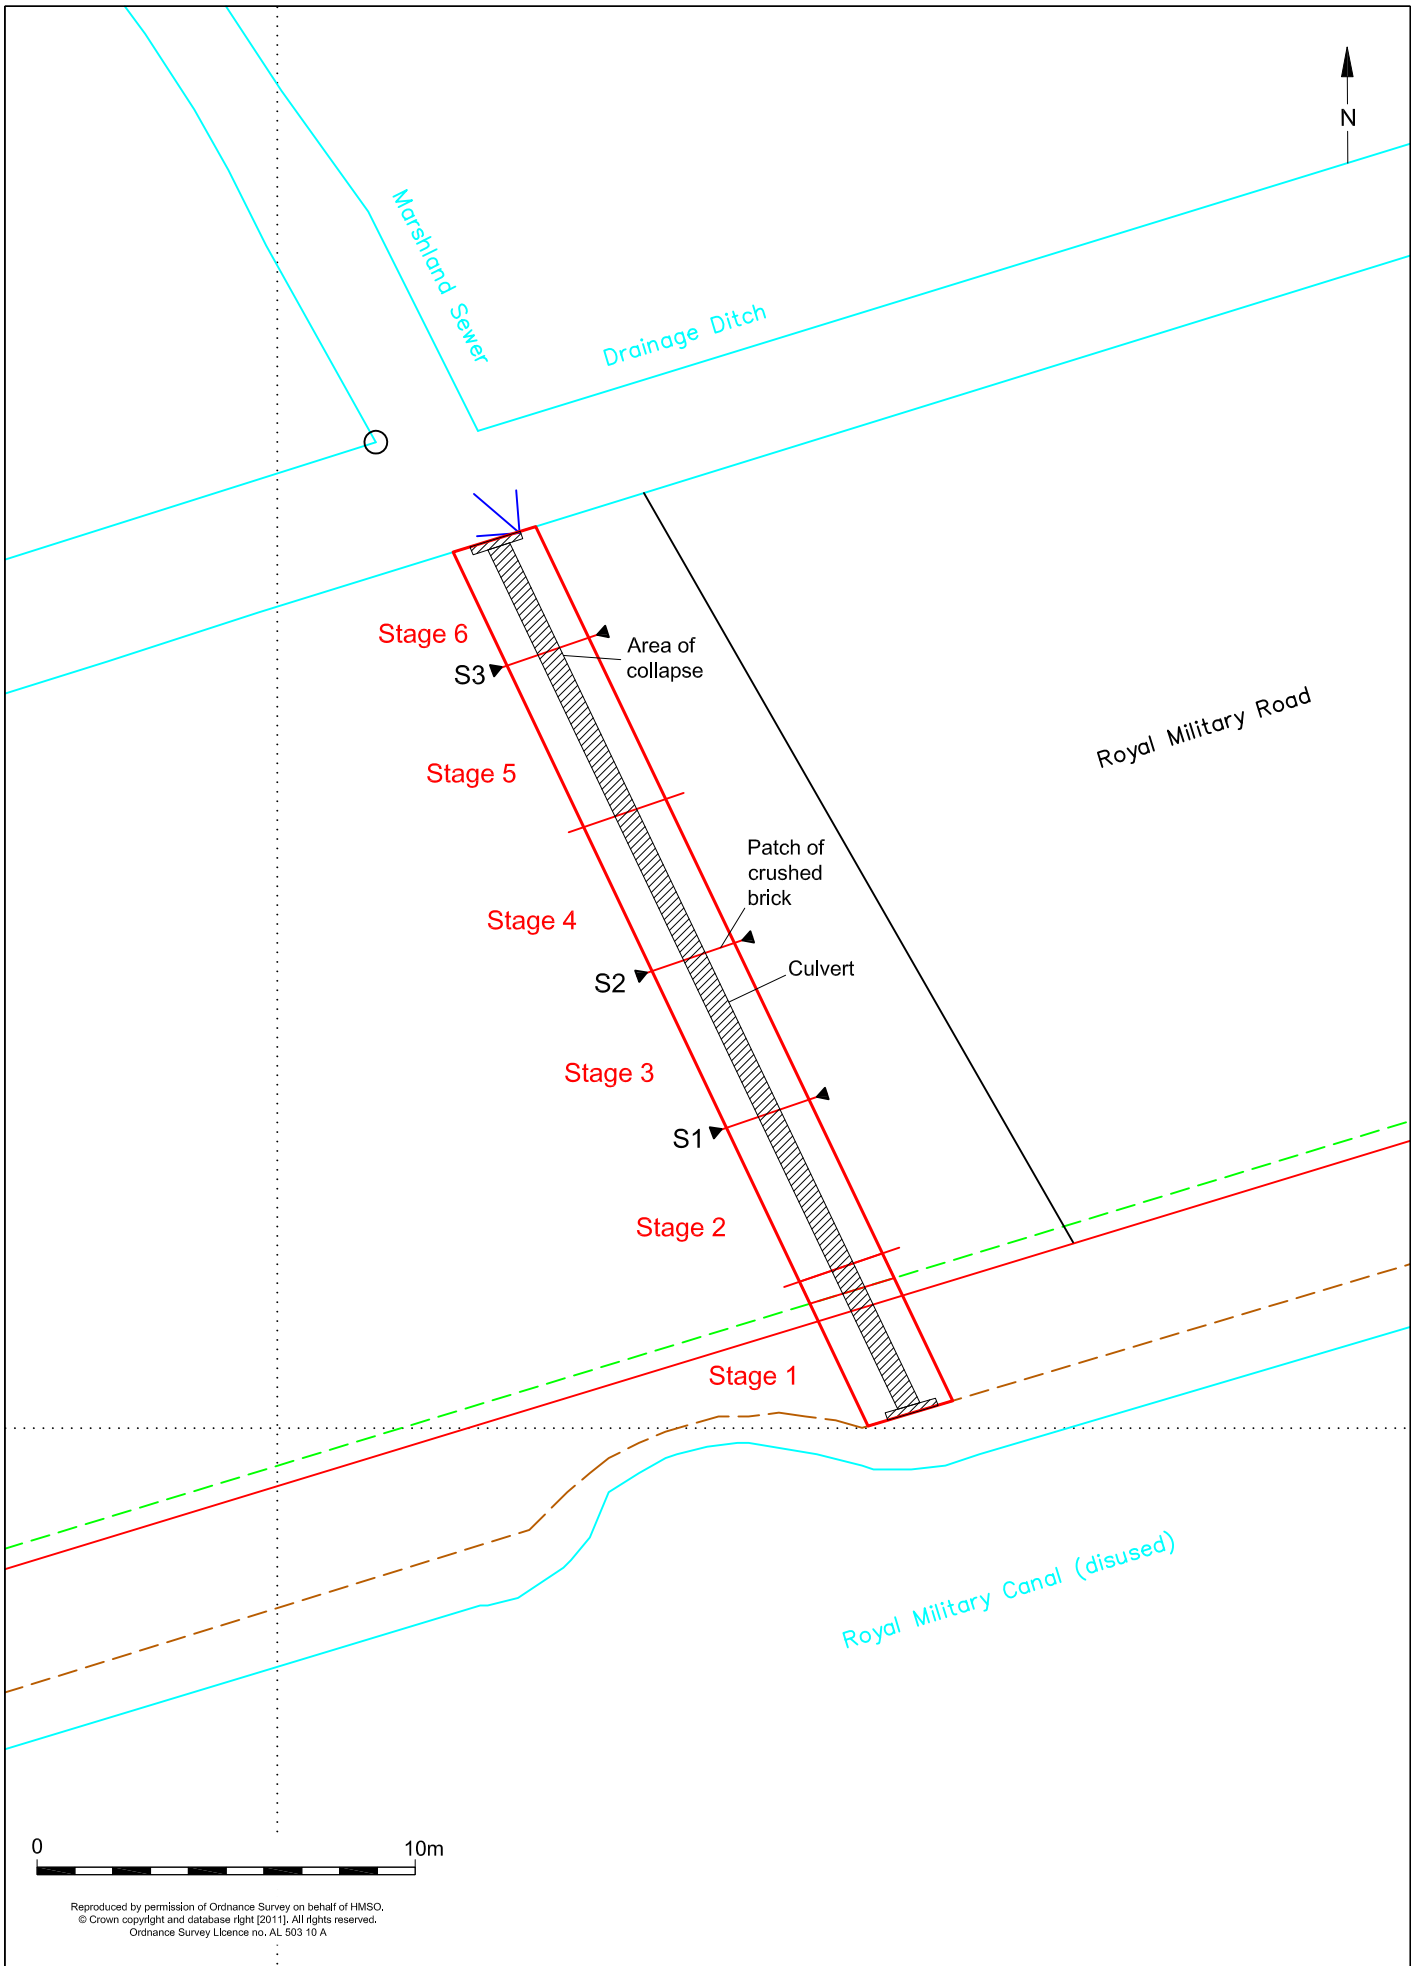 N
Marshland Sewer
Drainage Ditch
Stage 6
Area of
collapse
S3
Royal Military Road
Stage 5
Patch of
crushed
brick
Stage 4
Culvert
S2
Stage 3
S1
Stage 2
Stage 1
Royal Military Canal (disused)
0 10m
Reproduced by permission of Ordnance Survey on behalf of HMSO.
© Crown copyright and database right [2011]. All rights reserved.
Ordnance Survey Licence no. AL 503 10 A